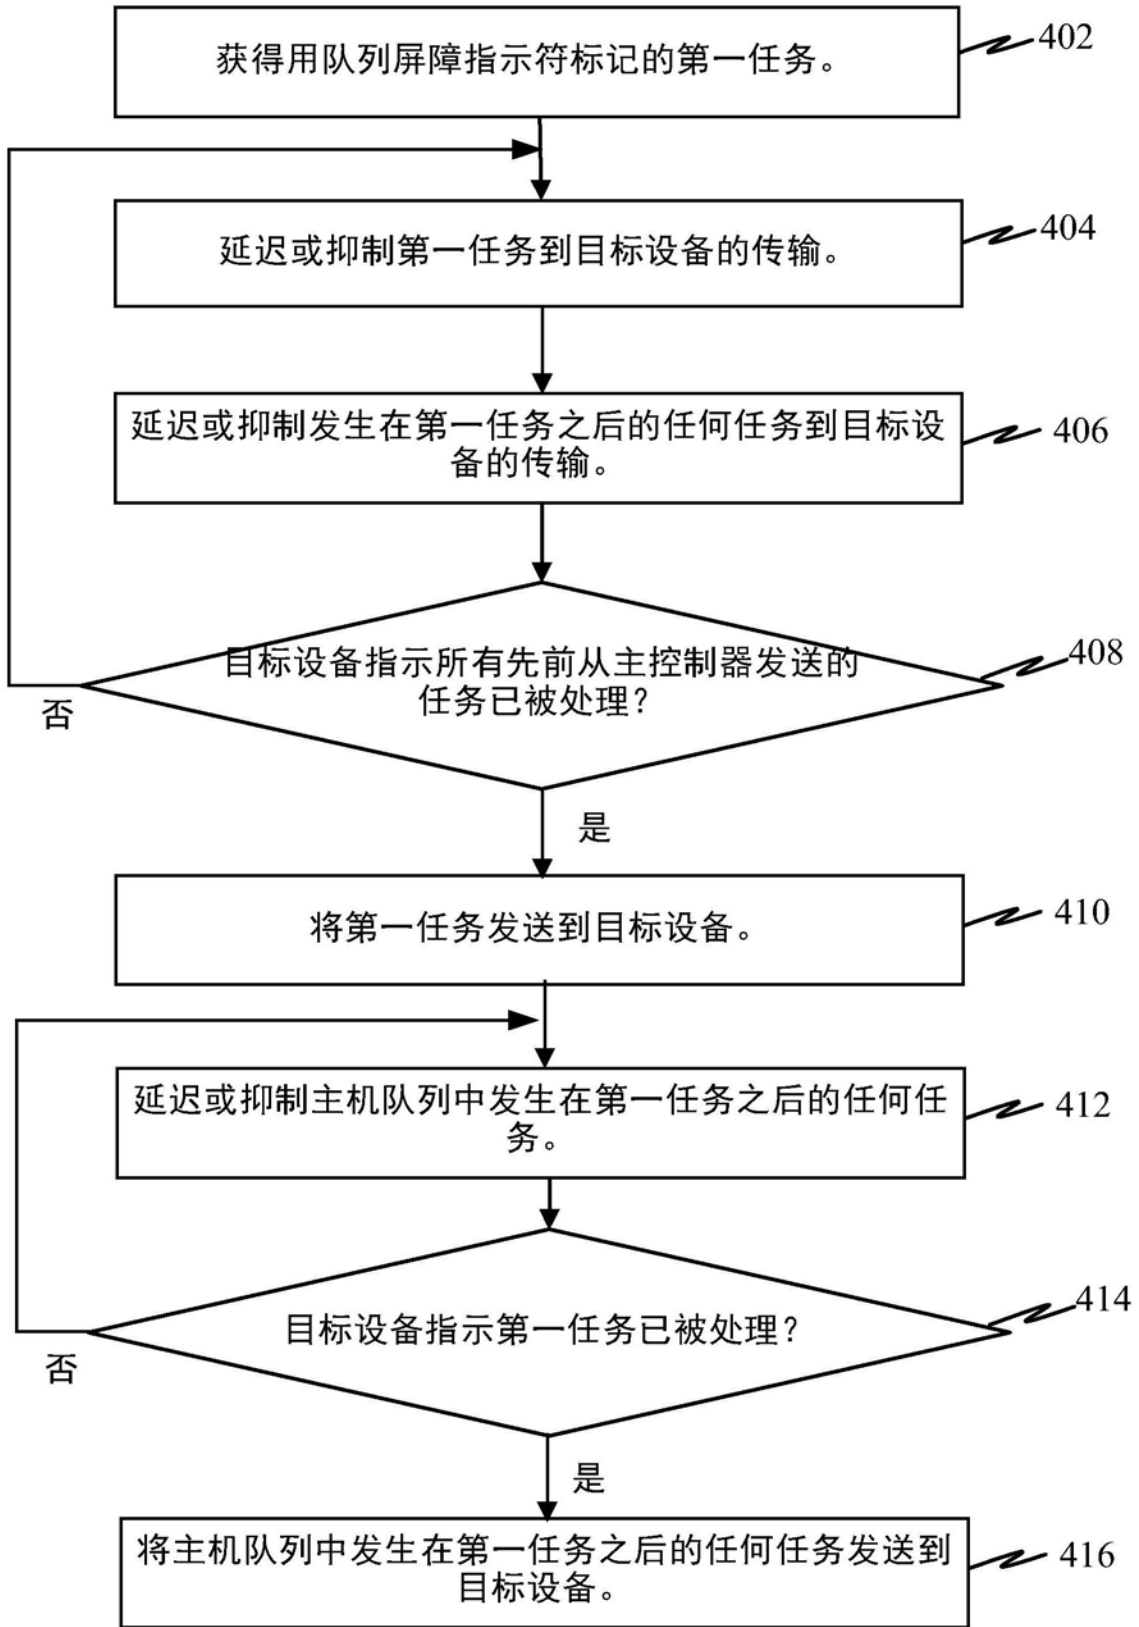 获得用队列屏障指示符标记的第一任务。
402
延迟或抑制第一任务到目标设备的传输。
404
延迟或抑制发生在第一任务之后的任何任务到目标设
备的传输。
406
目标设备指示所有先前从主控制器发送的
任务已被处理？
408
否
是
将第一任务发送到目标设备。
410
延迟或抑制主机队列中发生在第一任务之后的任何任
务。
412
目标设备指示第一任务已被处理？
414
否
是
将主机队列中发生在第一任务之后的任何任务发送到
目标设备。
416